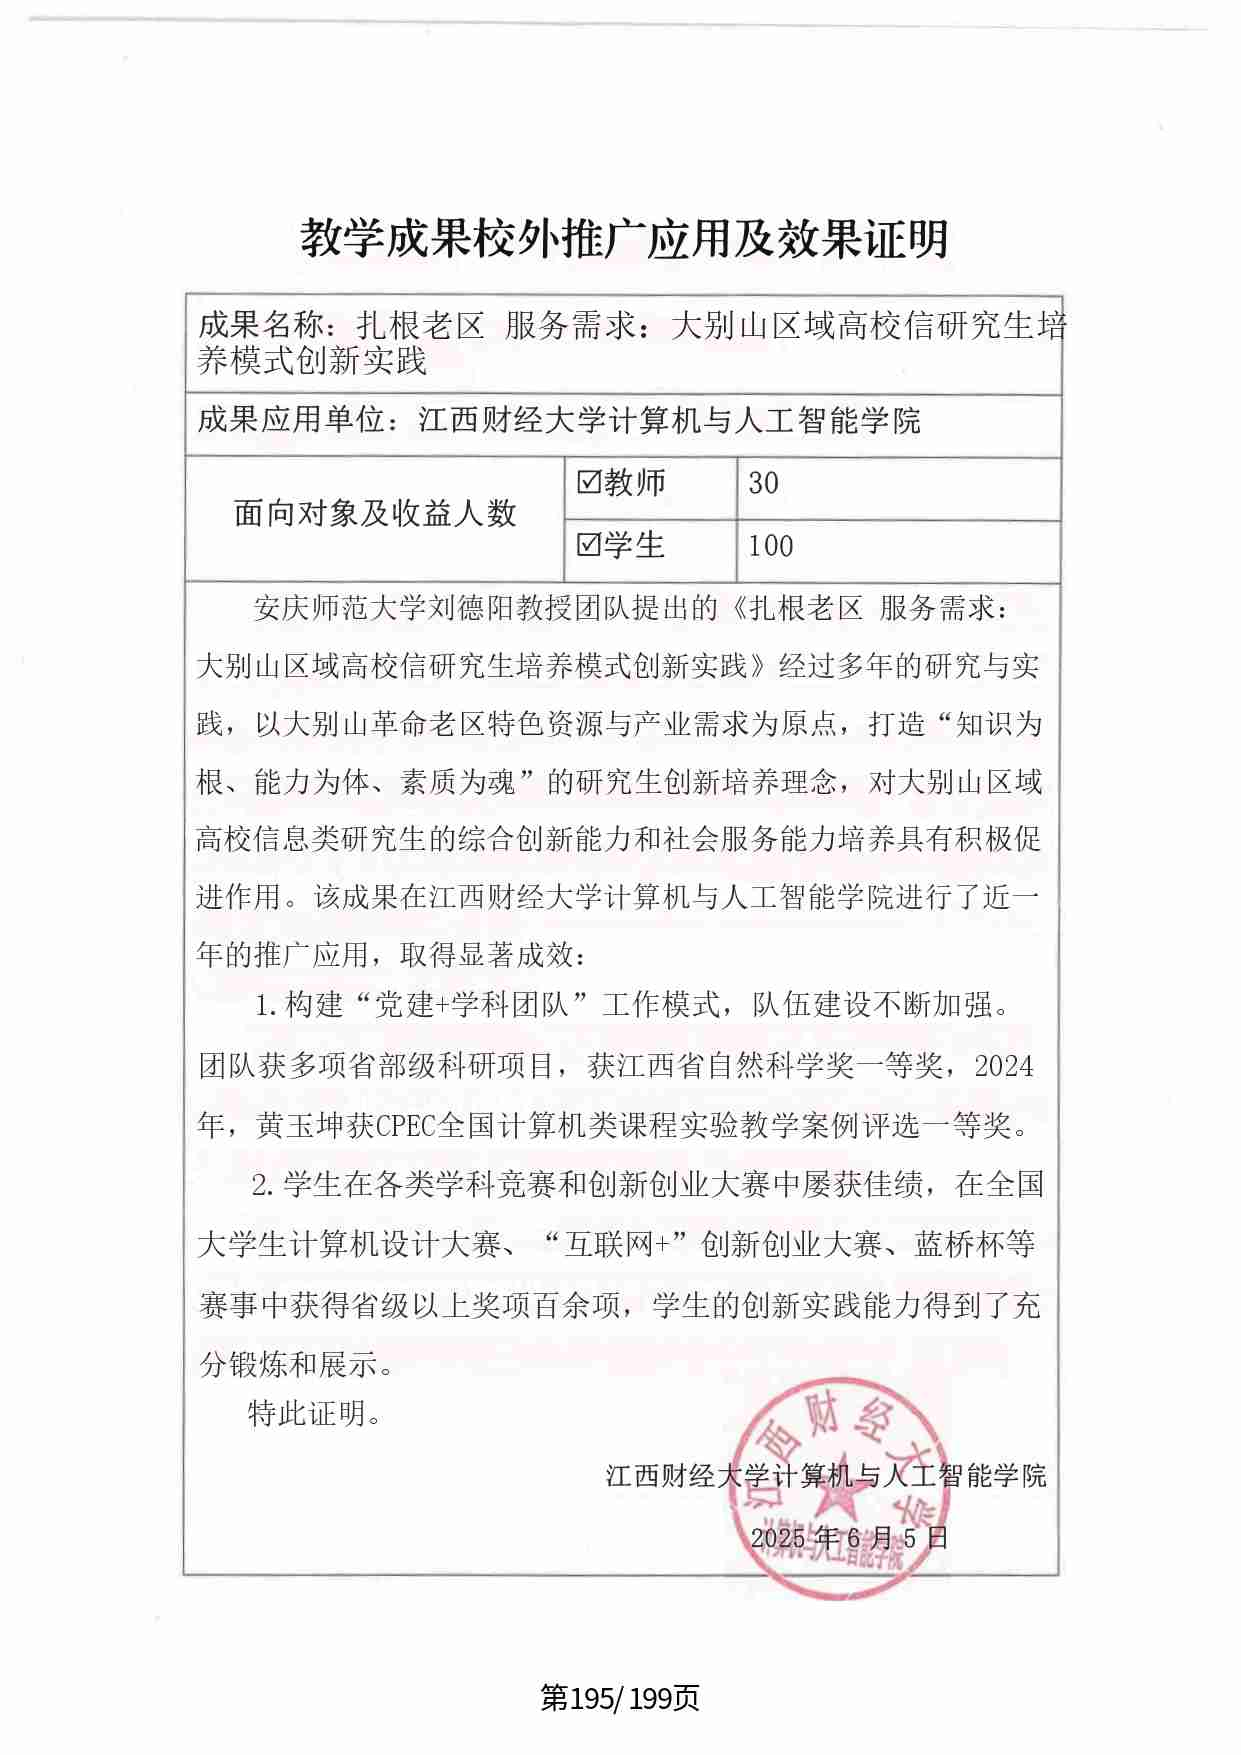 教学成果校外推广应用及效果证明
成果名称：扎根老区 服务需求：大别山区域高校信研究生培
养模式创新实践
成果应用单位：江西财经大学计算机与人工智能学院
面向对象及收益人数
☑教师
30
☑学生
100
安庆师范大学刘德阳教授团队提出的《扎根老区 服务需求：
大别山区域高校信研究生培养模式创新实践》经过多年的研究与实
践，以大别山革命老区特色资源与产业需求为原点，打造“知识为
根、能力为体、素质为魂”的研究生创新培养理念，对大别山区域
高校信息类研究生的综合创新能力和社会服务能力培养具有积极促
进作用。该成果在江西财经大学计算机与人工智能学院进行了近一
年的推广应用，取得显著成效：
1. 构建“党建+学科团队”工作模式，队伍建设不断加强。
团队获多项省部级科研项目，获江西省自然科学奖一等奖，2024
年，黄玉坤获CPEC全国计算机类课程实验教学案例评选一等奖。
2. 学生在各类学科竞赛和创新创业大赛中屡获佳绩，在全国
大学生计算机设计大赛、“互联网+”创新创业大赛、蓝桥杯等
赛事中获得省级以上奖项百余项，学生的创新实践能力得到了充
分锻炼和展示。
特此证明。
江西财经大学
江西财经大学计算机与人工智能学院
2025 年 6 月 5 日
计算机与人工智能学院
第195/ 199页